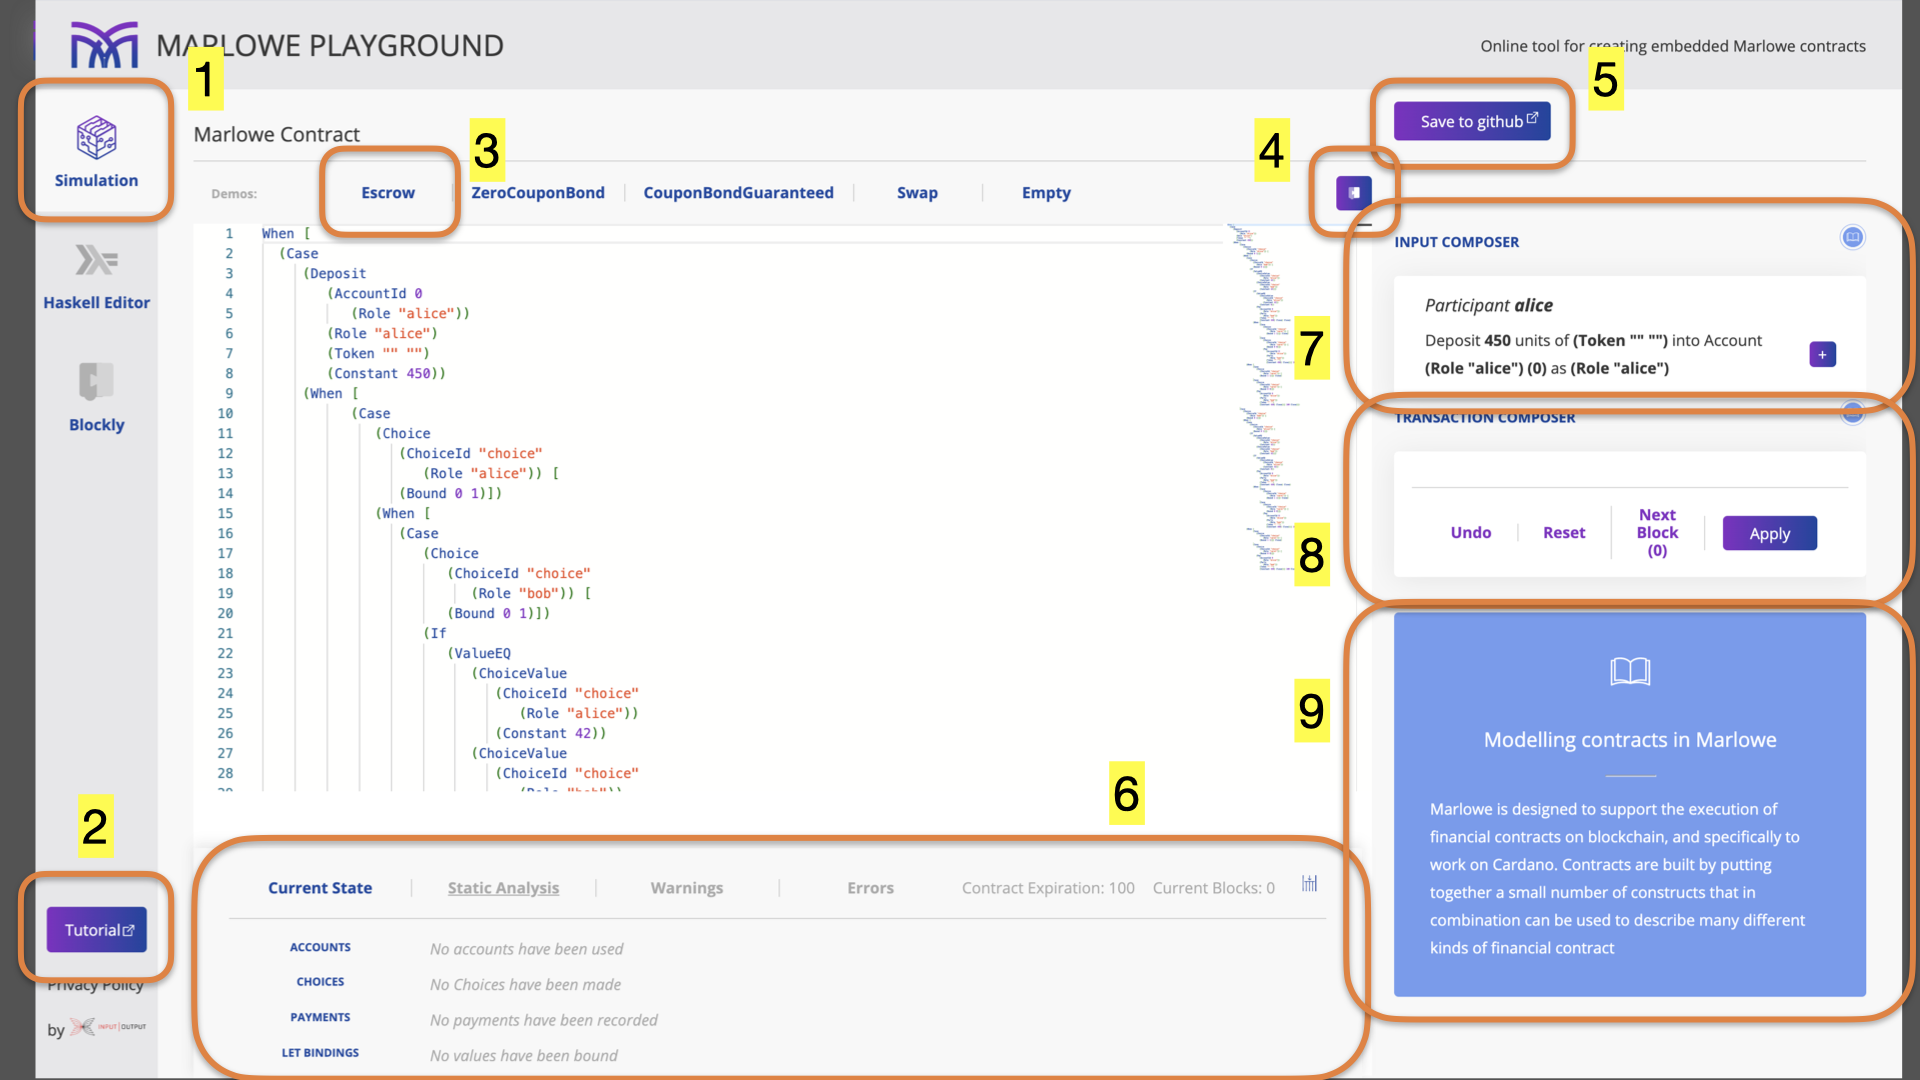 MARLOWE PLAYGROUND
Online tool for creating embedded Marlowe contracts
1
5
Simulation
Haskell Editor
Blockly
2
Tutorial
Privacy Policy
by INPUT | OUTPUT
Marlowe Contract
3
4
Demos: Escrow ZeroCouponBond CouponBondGuaranteed Swap Empty
1 When [
2 (Case
3 (Deposit
4 (AccountId 0
5 (Role "alice"))
6 (Role "alice")
7 (Token "" "")
8 (Constant 450))
9 (When [
10 (Case
11 (Choice
12 (ChoiceId "choice"
13 (Role "alice")) [
14 (Bound 0 1)])
15 (When [
16 (Case
17 (Choice
18 (ChoiceId "choice"
19 (Role "bob")) [
20 (Bound 0 1)])
21 (If
22 (ValueEQ
23 (ChoiceValue
24 (ChoiceId "choice"
25 (Role "alice"))
26 (Constant 42))
27 (ChoiceValue
28 (ChoiceId "choice"
29 (Role "bob"))
6
Current State Static Analysis Warnings Errors Contract Expiration: 100 Current Blocks: 0
ACCOUNTS No accounts have been used
CHOICES No Choices have been made
PAYMENTS No payments have been recorded
LET BINDINGS No values have been bound
Save to github
7
INPUT COMPOSER
Participant alice
Deposit 450 units of (Token "" "") into Account
(Role "alice") (0) as (Role "alice")
+
8
TRANSACTION COMPOSER
Undo Reset
Next
Block
(0)
Apply
9
Modelling contracts in Marlowe
Marlowe is designed to support the execution of
financial contracts on blockchain, and specifically to
work on Cardano. Contracts are built by putting
together a small number of constructs that in
combination can be used to describe many different
kinds of financial contract